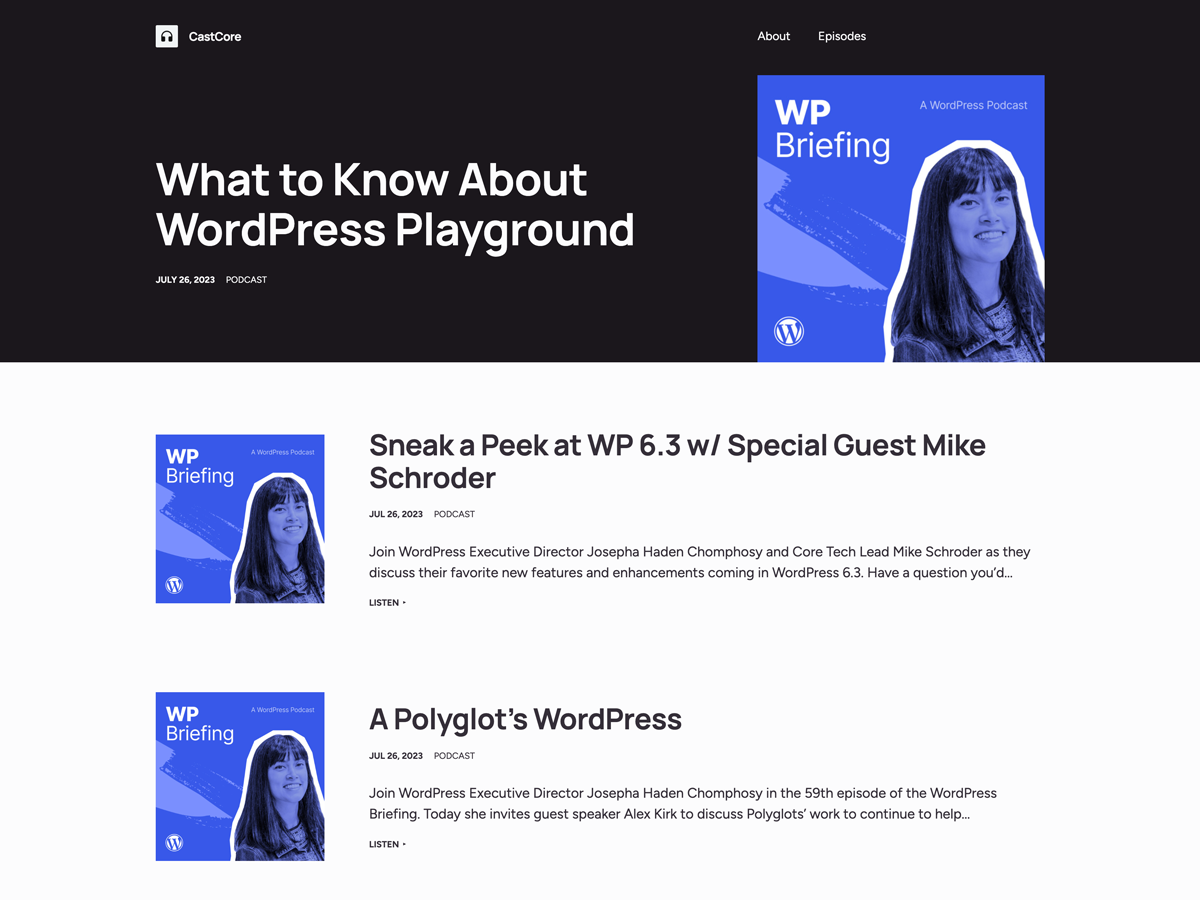 CastCore
About
Episodes
WP
Briefing
A WordPress Podcast
What to Know About
WordPress Playground
JULY 26, 2023 PODCAST
WP
Briefing
A WordPress Podcast
Sneak a Peek at WP 6.3 w/ Special Guest Mike
Schroder
JUL 26, 2023 PODCAST
Join WordPress Executive Director Josepha Haden Chomphosy and Core Tech Lead Mike Schroder as they
discuss their favorite new features and enhancements coming in WordPress 6.3. Have a question you’d…
LISTEN ‣
WP
Briefing
A WordPress Podcast
A Polyglot’s WordPress
JUL 26, 2023 PODCAST
Join WordPress Executive Director Josepha Haden Chomphosy in the 59th episode of the WordPress
Briefing. Today she invites guest speaker Alex Kirk to discuss Polyglots’ work to continue to help…
LISTEN ‣